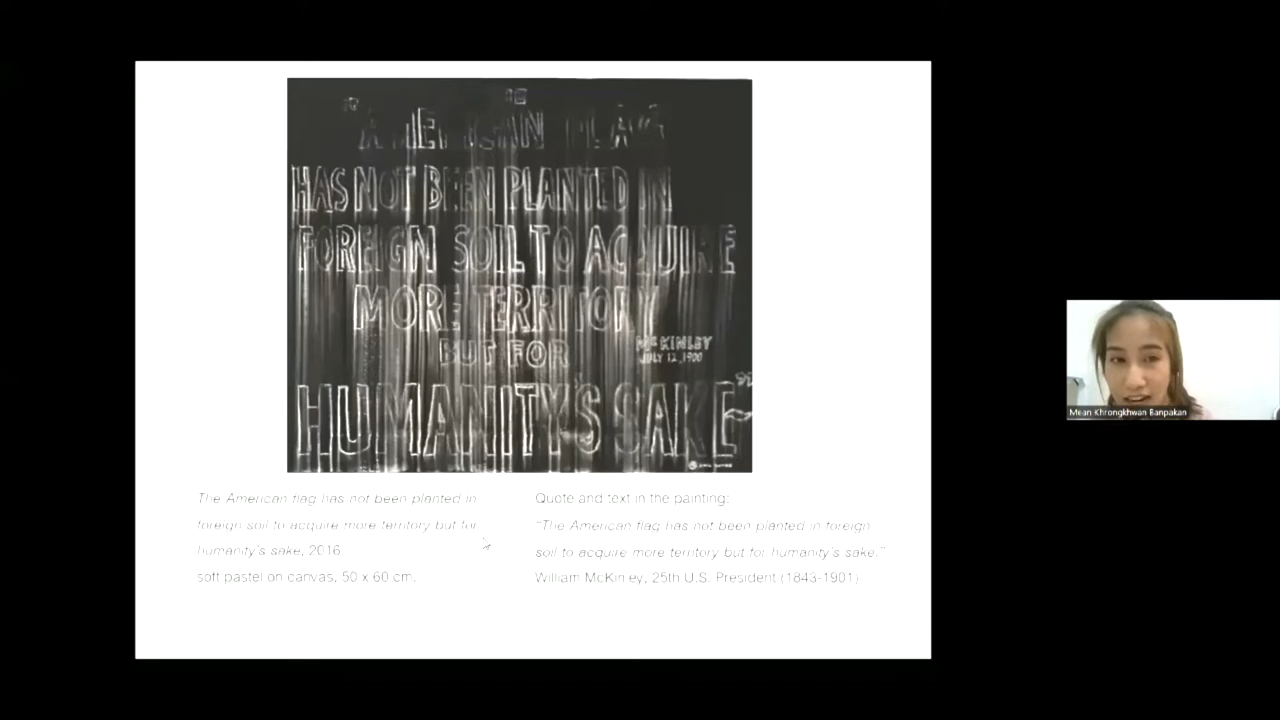 "THE
AMERICAN FLAG
HAS NOT BEEN PLANTED IN
FOREIGN SOIL TO ACQUIRE
MORE TERRITORY
BUT FOR
McKINLEY
JULY 12, 1900
HUMANITY'S SAKE"
The American flag has not been planted in
foreign soil to acquire more territory but for
humanity's sake, 2016
soft pastel on canvas, 50 x 60 cm.
Quote and text in the painting:
"The American flag has not been planted in foreign
soil to acquire more territory but for humanity's sake."
William McKinley, 25th U.S. President (1843-1901)
Mean Khrongkhwan Banpakan